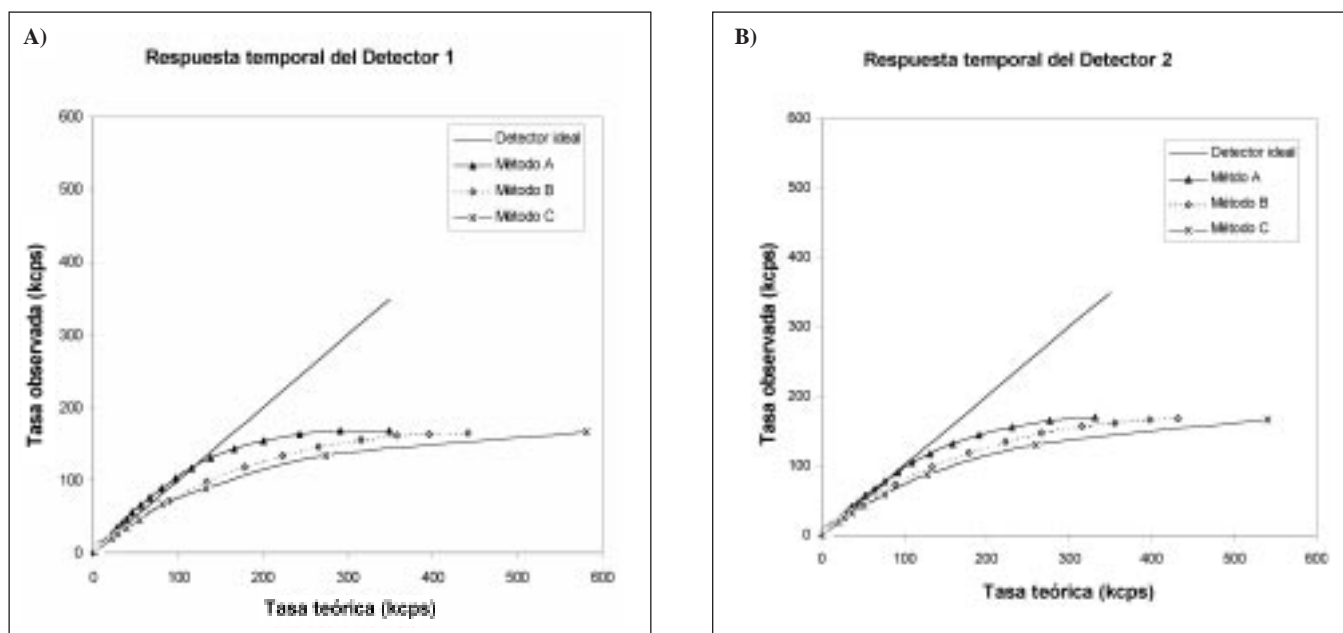 A)
Respuesta temporal del Detector 1
600
500
400
300
200
100
0
0 100 200 300 400 500 600
Tasa observada (kcps)
Tasa teórica (kcps)
Detector ideal
Método A
Método B
Método C
B)
Respuesta temporal del Detector 2
600
500
400
300
200
100
0
0 100 200 300 400 500 600
Tasa observada (kcps)
Tasa teórica (kcps)
Detector ideal
Métdo A
Método B
Método C